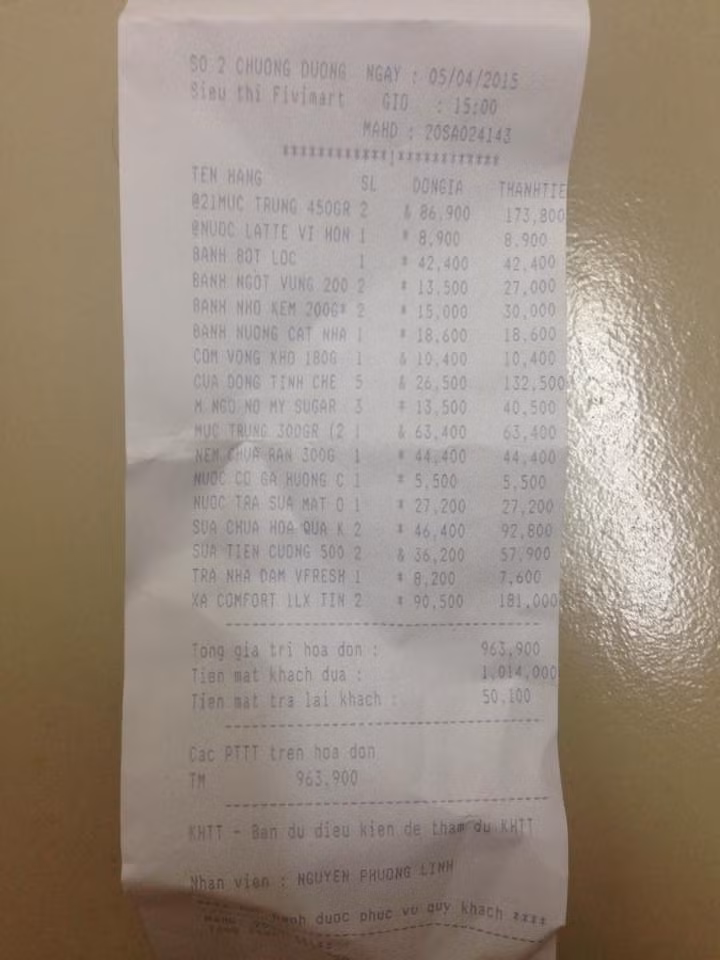 SO 2 CHUONG DUONG NGAY : 05/04/2015
Sieu thi Fivimart GIO : 15:00
MAHD : 20SA024143
************!************
TEN HANG SL DONGIA THANHTIE
@21MUC TRUNG 450GR 2 & 86,900 173,800
@NUOC LATTE VI HON 1 * 8,900 8,900
BANH BOT LOC 1 * 42,400 42,400
BANH NGOT VUNG 200 2 * 13,500 27,000
BANH NHO KEM 200G* 2 * 15,000 30,000
BANH NUONG CAT NHA 1 * 18,600 18,600
COM VONG KHO 180G 1 & 10,400 10,400
CUA DONG TINH CHE 5 & 26,500 132,500
M NGO NO MY SUGAR 3 * 13,500 40,500
MUC TRUNG 300GR (2 1 & 63,400 63,400
NEM CHUA RAN 300G 1 * 44,400 44,400
NUOC CO GA HUONG C 1 * 5,500 5,500
NUOC TRA SUA MAT O 1 * 27,200 27,200
SUA CHUA HOA QUA K 2 * 46,400 92,800
SUA TIEN CUONG 500 2 & 36,200 57,900
TRA NHA DAM VFRESH 1 * 8,200 7,600
XA COMFORT 1LX TIN 2 * 90,500 181,000
Tong gia tri hoa don : 963,900
Tien mat khach dua : 1,014,000
Tien mat tra lai khach : 50,100
Cac PTTT tren hoa don
TM 963,900
KHTT - Ban du dieu kien de tham du KHTT
Nhan vien : NGUYEN PHUONG LINH
hanh duoc phuc vu quy khach ****